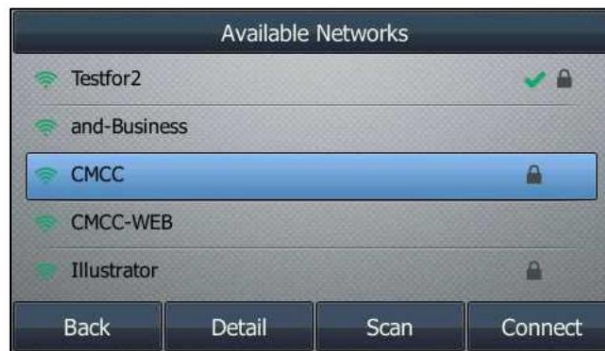 Available Networks
Testfor2
and-Business
CMCC
CMCC-WEB
Illustrator
Back Detail Scan Connect